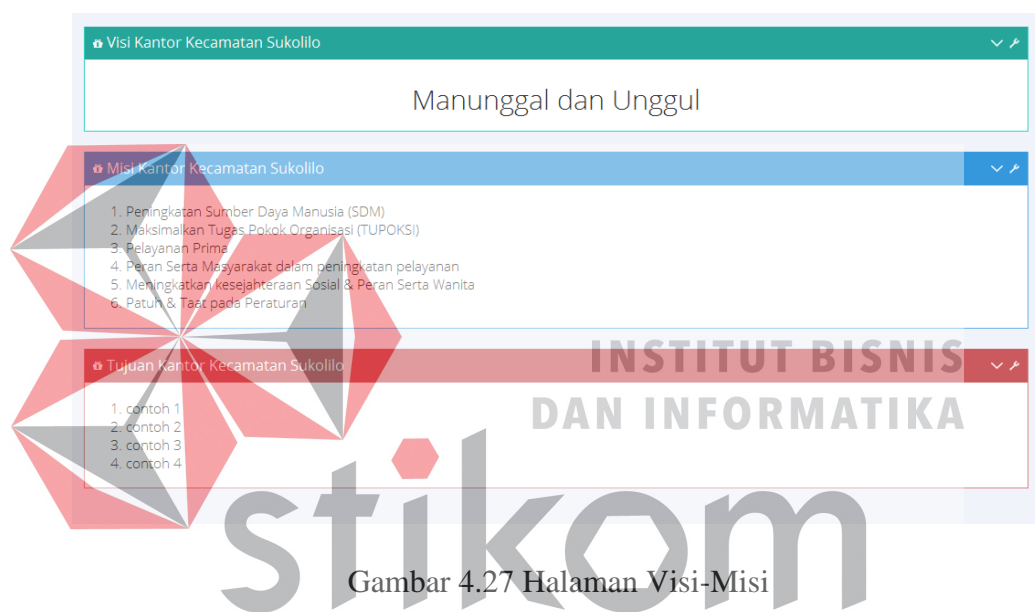 Visi Kantor Kecamatan Sukolilo
Manunggal dan Unggul
Misi Kantor Kecamatan Sukolilo
1. Peningkatan Sumber Daya Manusia (SDM)
2. Maksimalkan Tugas Pokok Organisasi (TUPOKSI)
3. Pelayanan Prima
4. Peran Serta Masyarakat dalam peningkatan pelayanan
5. Meningkatkan kesejahteraan Sosial & Peran Serta Wanita
6. Patuh & Taat pada Peraturan
Tujuan Kantor Kecamatan Sukolilo
1. contoh 1
2. contoh 2
3. contoh 3
4. contoh 4
INSTITUT BISNIS
DAN INFORMATIKA
stikom
Gambar 4.27 Halaman Visi-Misi